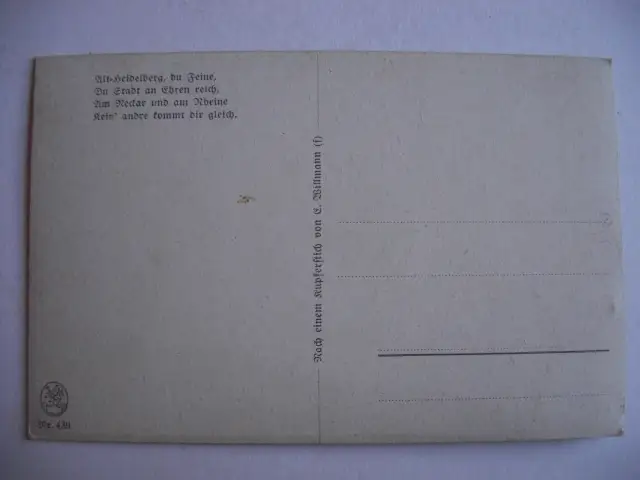 Alt-Heidelberg, du Feine,
Du Stadt an Ehren reich,
Am Neckar und am Rheine
Kein' andre kommt dir gleich.
Nach einem Kupferstich von C. Willmann (f)
Nr. 430